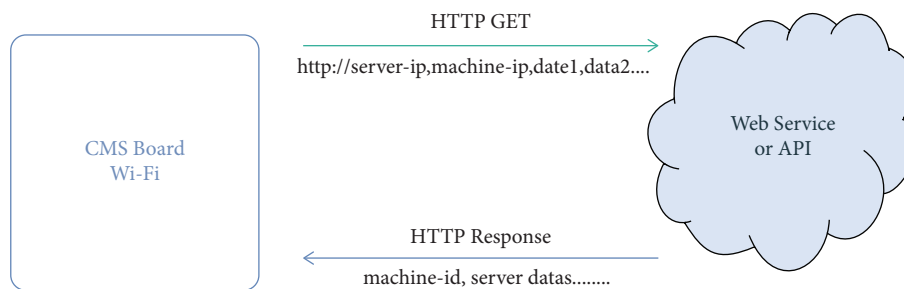 HTTP GET
http://server-ip,machine-ip,date1,data2....
CMS Board
Wi-Fi
Web Service
or API
HTTP Response
machine-id, server datas........